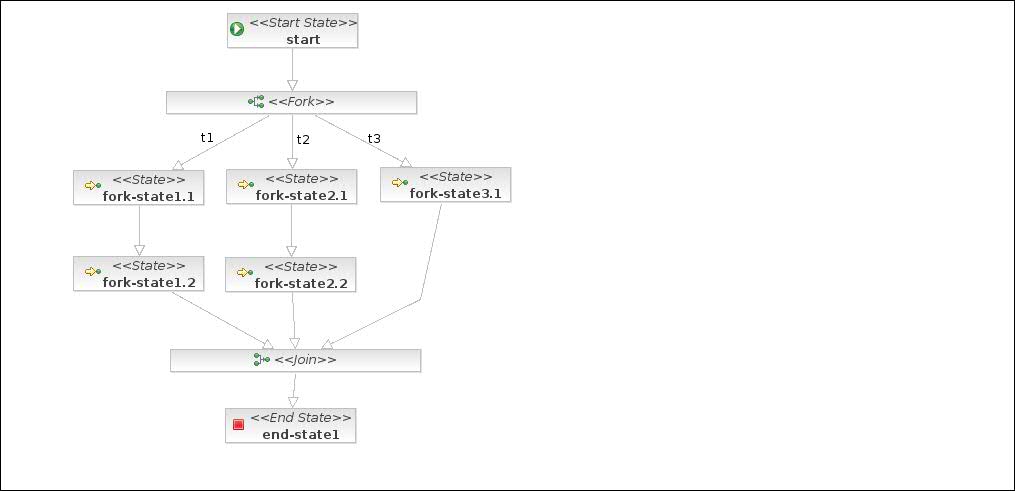 <<Start State>>
start
<<Fork>>
t1
t2
t3
<<State>>
fork-state1.1
<<State>>
fork-state2.1
<<State>>
fork-state3.1
<<State>>
fork-state1.2
<<State>>
fork-state2.2
<<Join>>
<<End State>>
end-state1